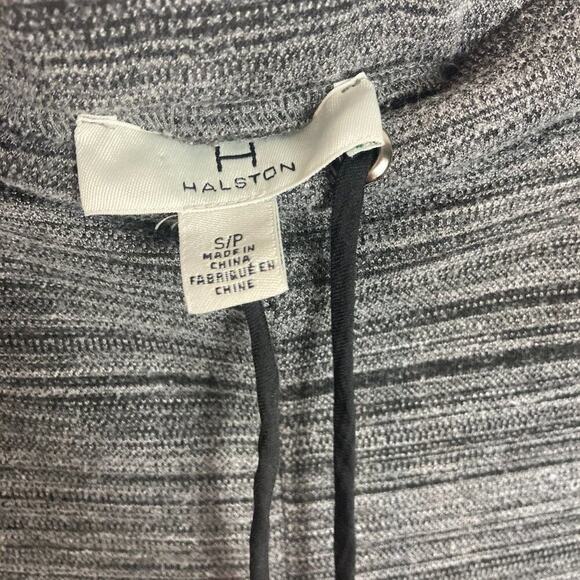 H
HALSTON
S/P
MADE IN
CHINA
FABRIQUÉ EN
CHINE